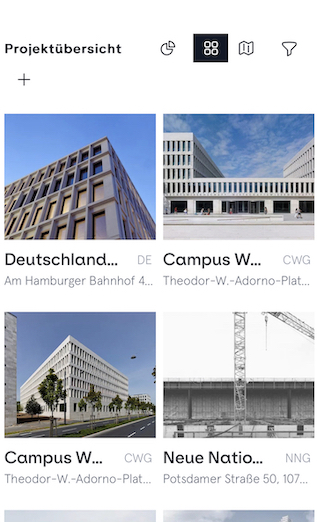 Projektübersicht
Deutschland... DE
Am Hamburger Bahnhof 4...
Campus W... CWG
Theodor-W.-Adorno-Plat...
Campus W... CWG
Theodor-W.-Adorno-Plat...
Neue Natio... NNG
Potsdamer Straße 50, 107...